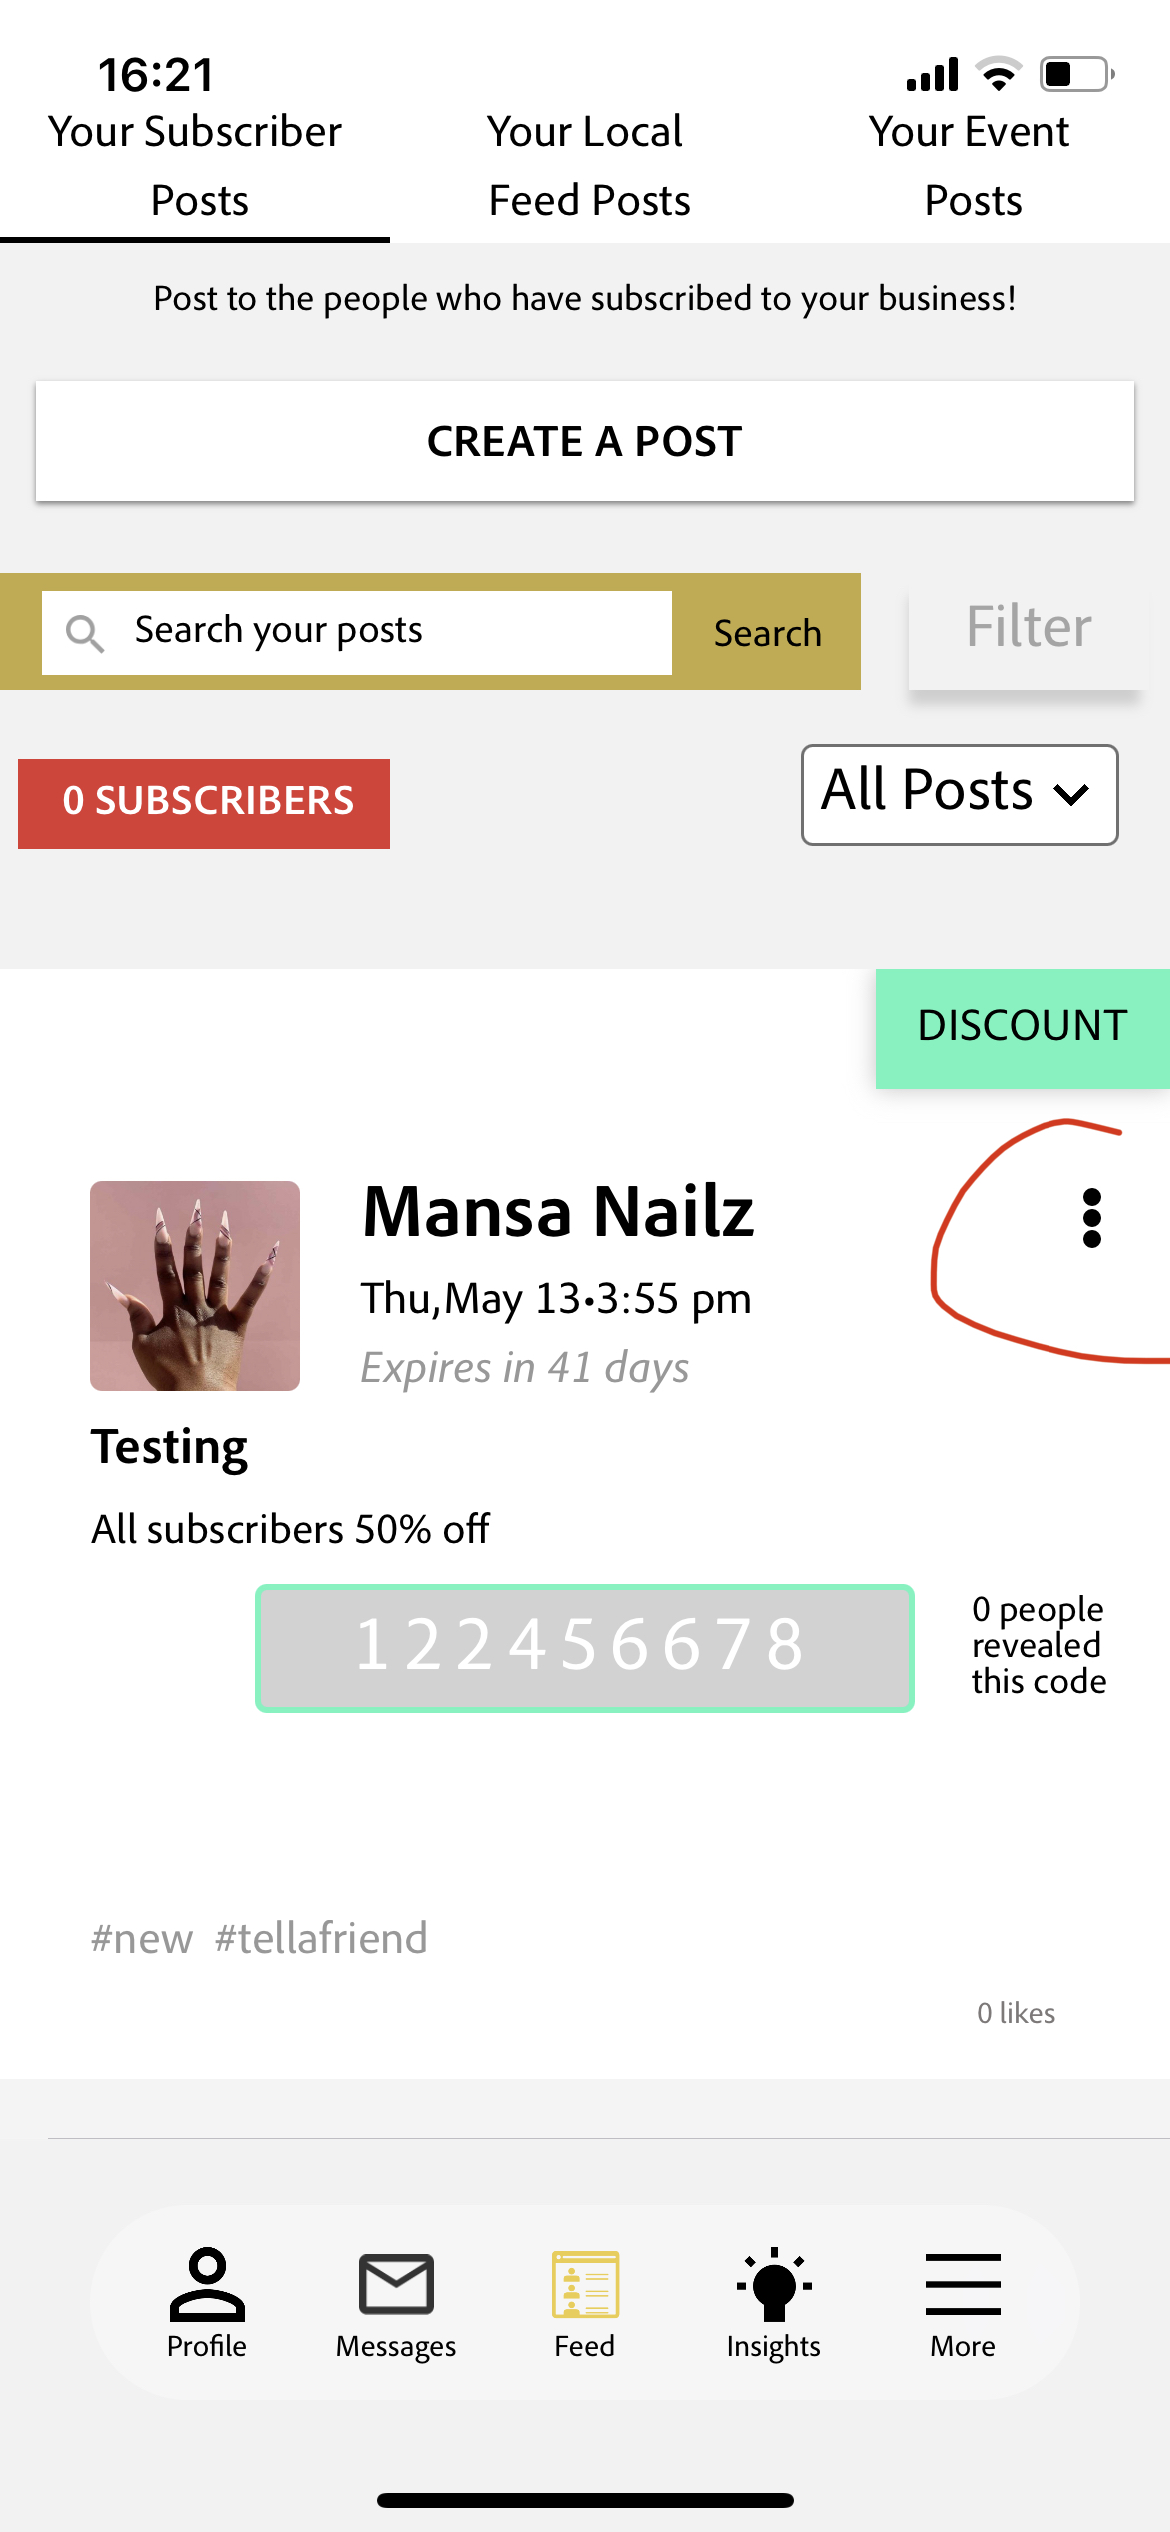 16:21
Your Subscriber Posts
Your Local Feed Posts
Your Event Posts
Post to the people who have subscribed to your business!
CREATE A POST
Search your posts
Search
Filter
0 SUBSCRIBERS
All Posts
DISCOUNT
Mansa Nailz
Thu,May 13•3:55 pm
Expires in 41 days
Testing
All subscribers 50% off
122456678
0 people
revealed
this code
#new #tellafriend
0 likes
Profile
Messages
Feed
Insights
More